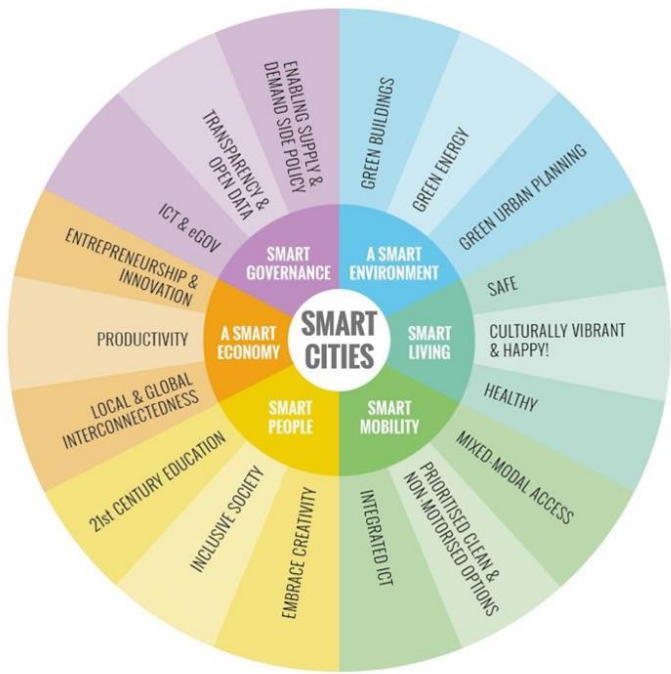 SMART
CITIES
A SMART
ENVIRONMENT
GREEN BUILDINGS
GREEN ENERGY
GREEN URBAN PLANNING
SMART
LIVING
SAFE
CULTURALLY VIBRANT
& HAPPY!
HEALTHY
SMART
MOBILITY
MIXED-MODAL ACCESS
PRIORITISED CLEAN &
NON-MOTORISED OPTIONS
INTEGRATED ICT
SMART
PEOPLE
EMBRACE CREATIVITY
INCLUSIVE SOCIETY
21st CENTURY EDUCATION
A SMART
ECONOMY
LOCAL & GLOBAL
INTERCONNECTEDNESS
PRODUCTIVITY
ENTREPRENEURSHIP &
INNOVATION
SMART
GOVERNANCE
ICT & eGOV
TRANSPARENCY &
OPEN DATA
ENABLING SUPPLY &
DEMAND SIDE POLICY